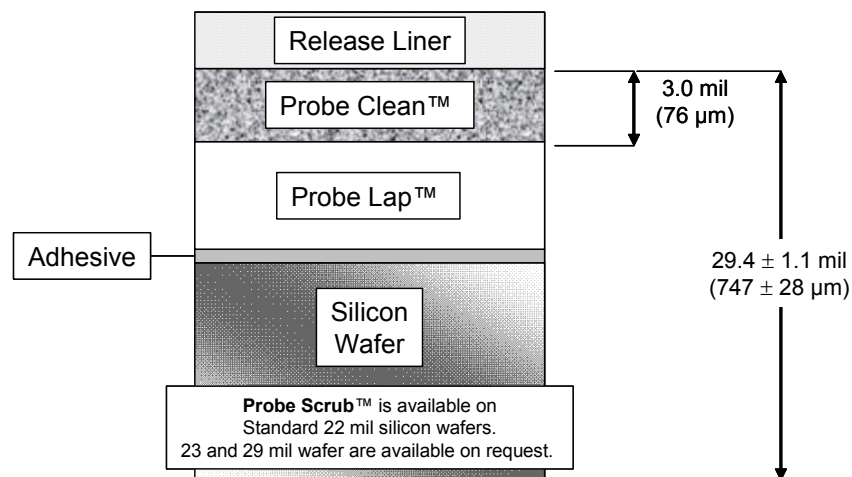 Release Liner
Probe Clean™
3.0 mil
(76 µm)
Probe Lap™
Adhesive
29.4 ± 1.1 mil
(747 ± 28 µm)
Silicon
Wafer
Probe Scrub™ is available on
Standard 22 mil silicon wafers.
23 and 29 mil wafer are available on request.